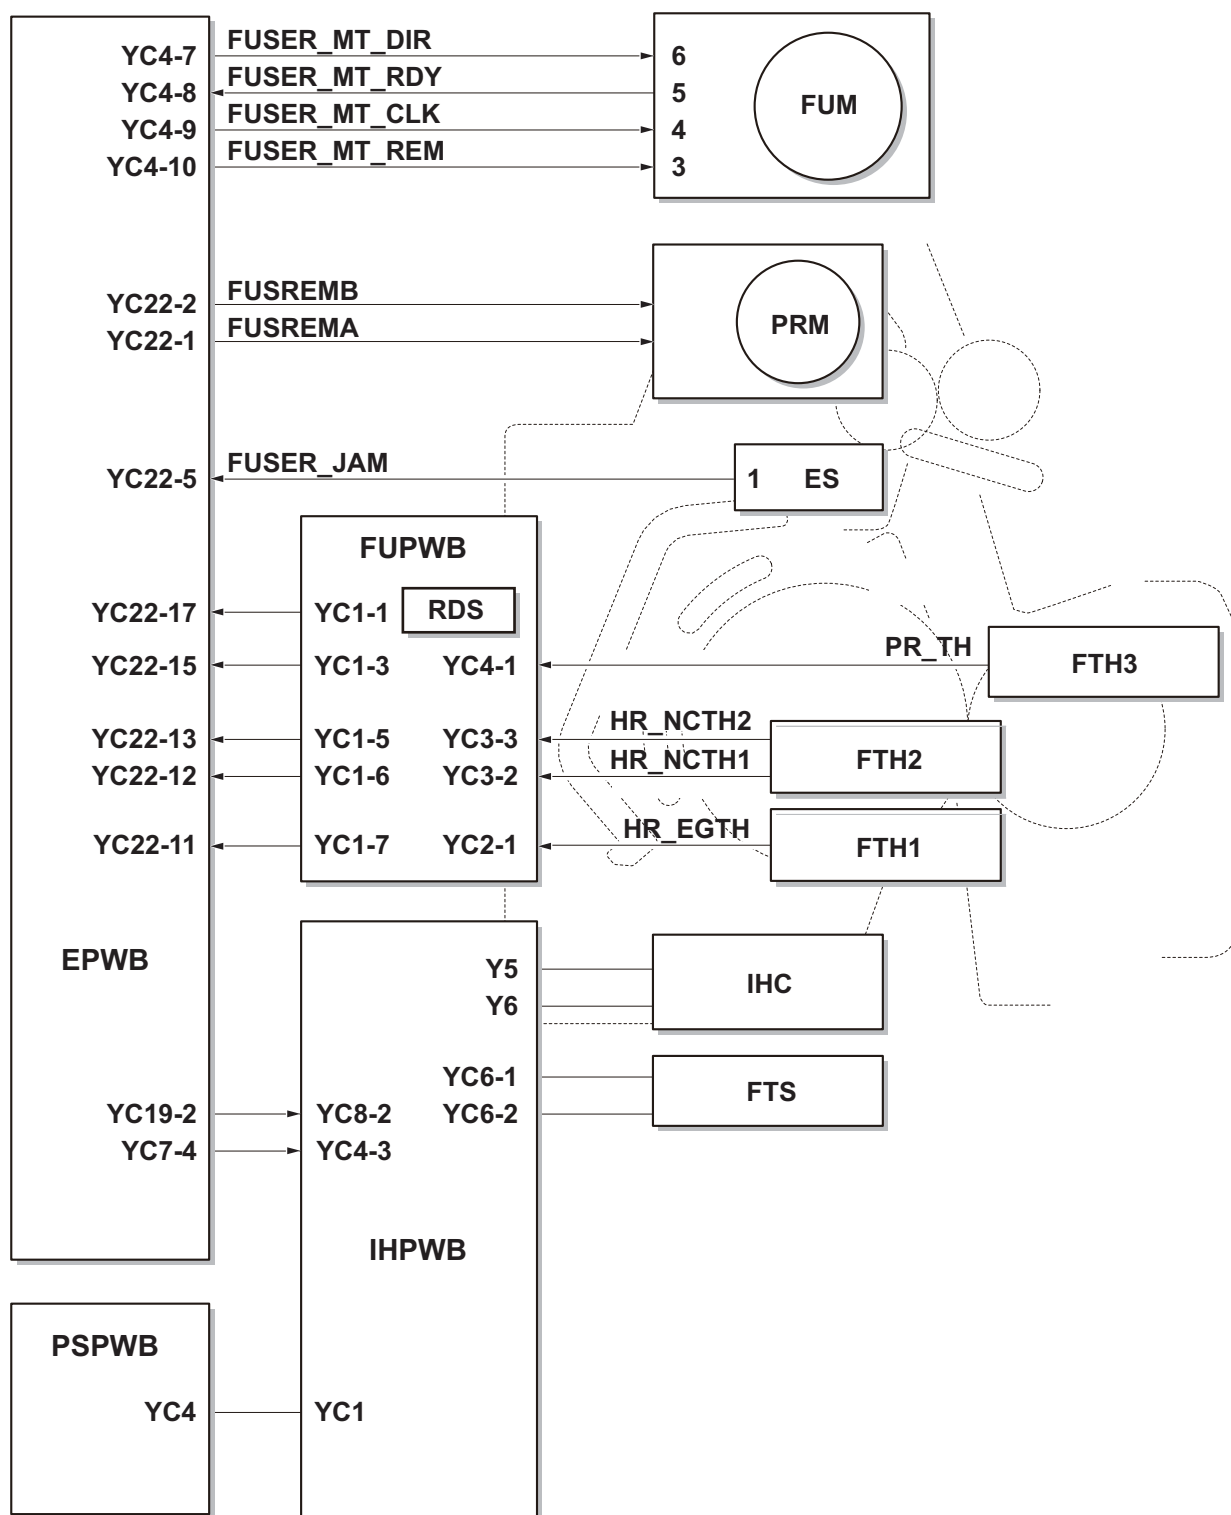 YC4-7 FUSER_MT_DIR 6
YC4-8 FUSER_MT_RDY 5
YC4-9 FUSER_MT_CLK 4
YC4-10 FUSER_MT_REM 3
FUM
YC22-2 FUSREMB
YC22-1 FUSREMA
PRM
YC22-5 FUSER_JAM 1 ES
FUPWB
YC22-17 YC1-1 RDS
YC22-15 YC1-3 YC4-1 PR_TH FTH3
YC22-13 YC1-5 YC3-3 HR_NCTH2
YC22-12 YC1-6 YC3-2 HR_NCTH1
FTH2
YC22-11 YC1-7 YC2-1 HR_EGTH FTH1
EPWB
Y5
Y6
IHC
YC6-1
YC6-2
FTS
YC19-2 YC8-2
YC7-4 YC4-3
IHPWB
PSPWB
YC4 YC1